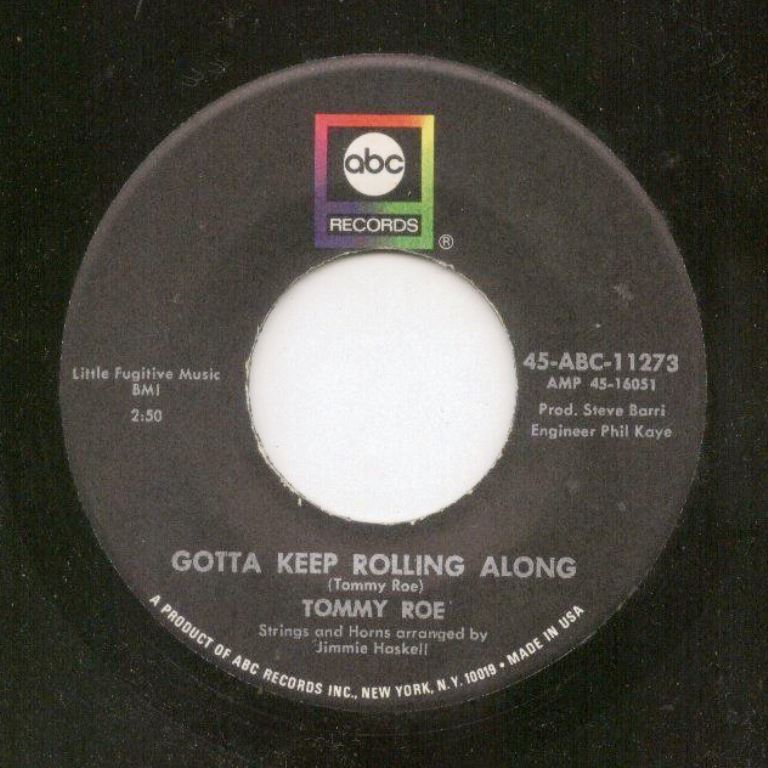 abc
RECORDS
®
Little Fugitive Music
BMI
2:50
45-ABC-11273
AMP 45-16051
Prod. Steve Barri
Engineer Phil Kaye
GOTTA KEEP ROLLING ALONG
(Tommy Roe)
TOMMY ROE
Strings and Horns arranged by
Jimmie Haskell
A PRODUCT OF ABC RECORDS INC., NEW YORK, N.Y. 10019 • MADE IN USA